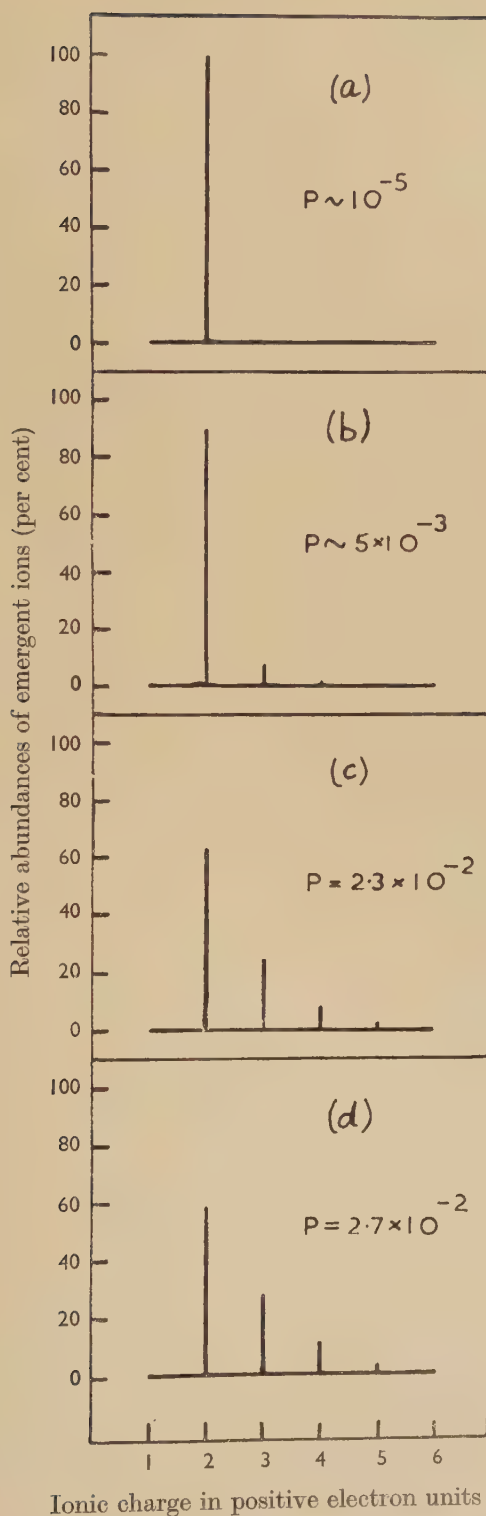 Relative abundances of emergent ions (per cent)
100
80
60
40
20
0
(a)
P ~ 10⁻⁵
100
80
60
40
20
0
(b)
P ~ 5×10⁻³
100
80
60
40
20
0
(c)
P = 2·3 × 10⁻²
100
80
60
40
20
0
(d)
P = 2·7 × 10⁻²
1 2 3 4 5 6
Ionic charge in positive electron units